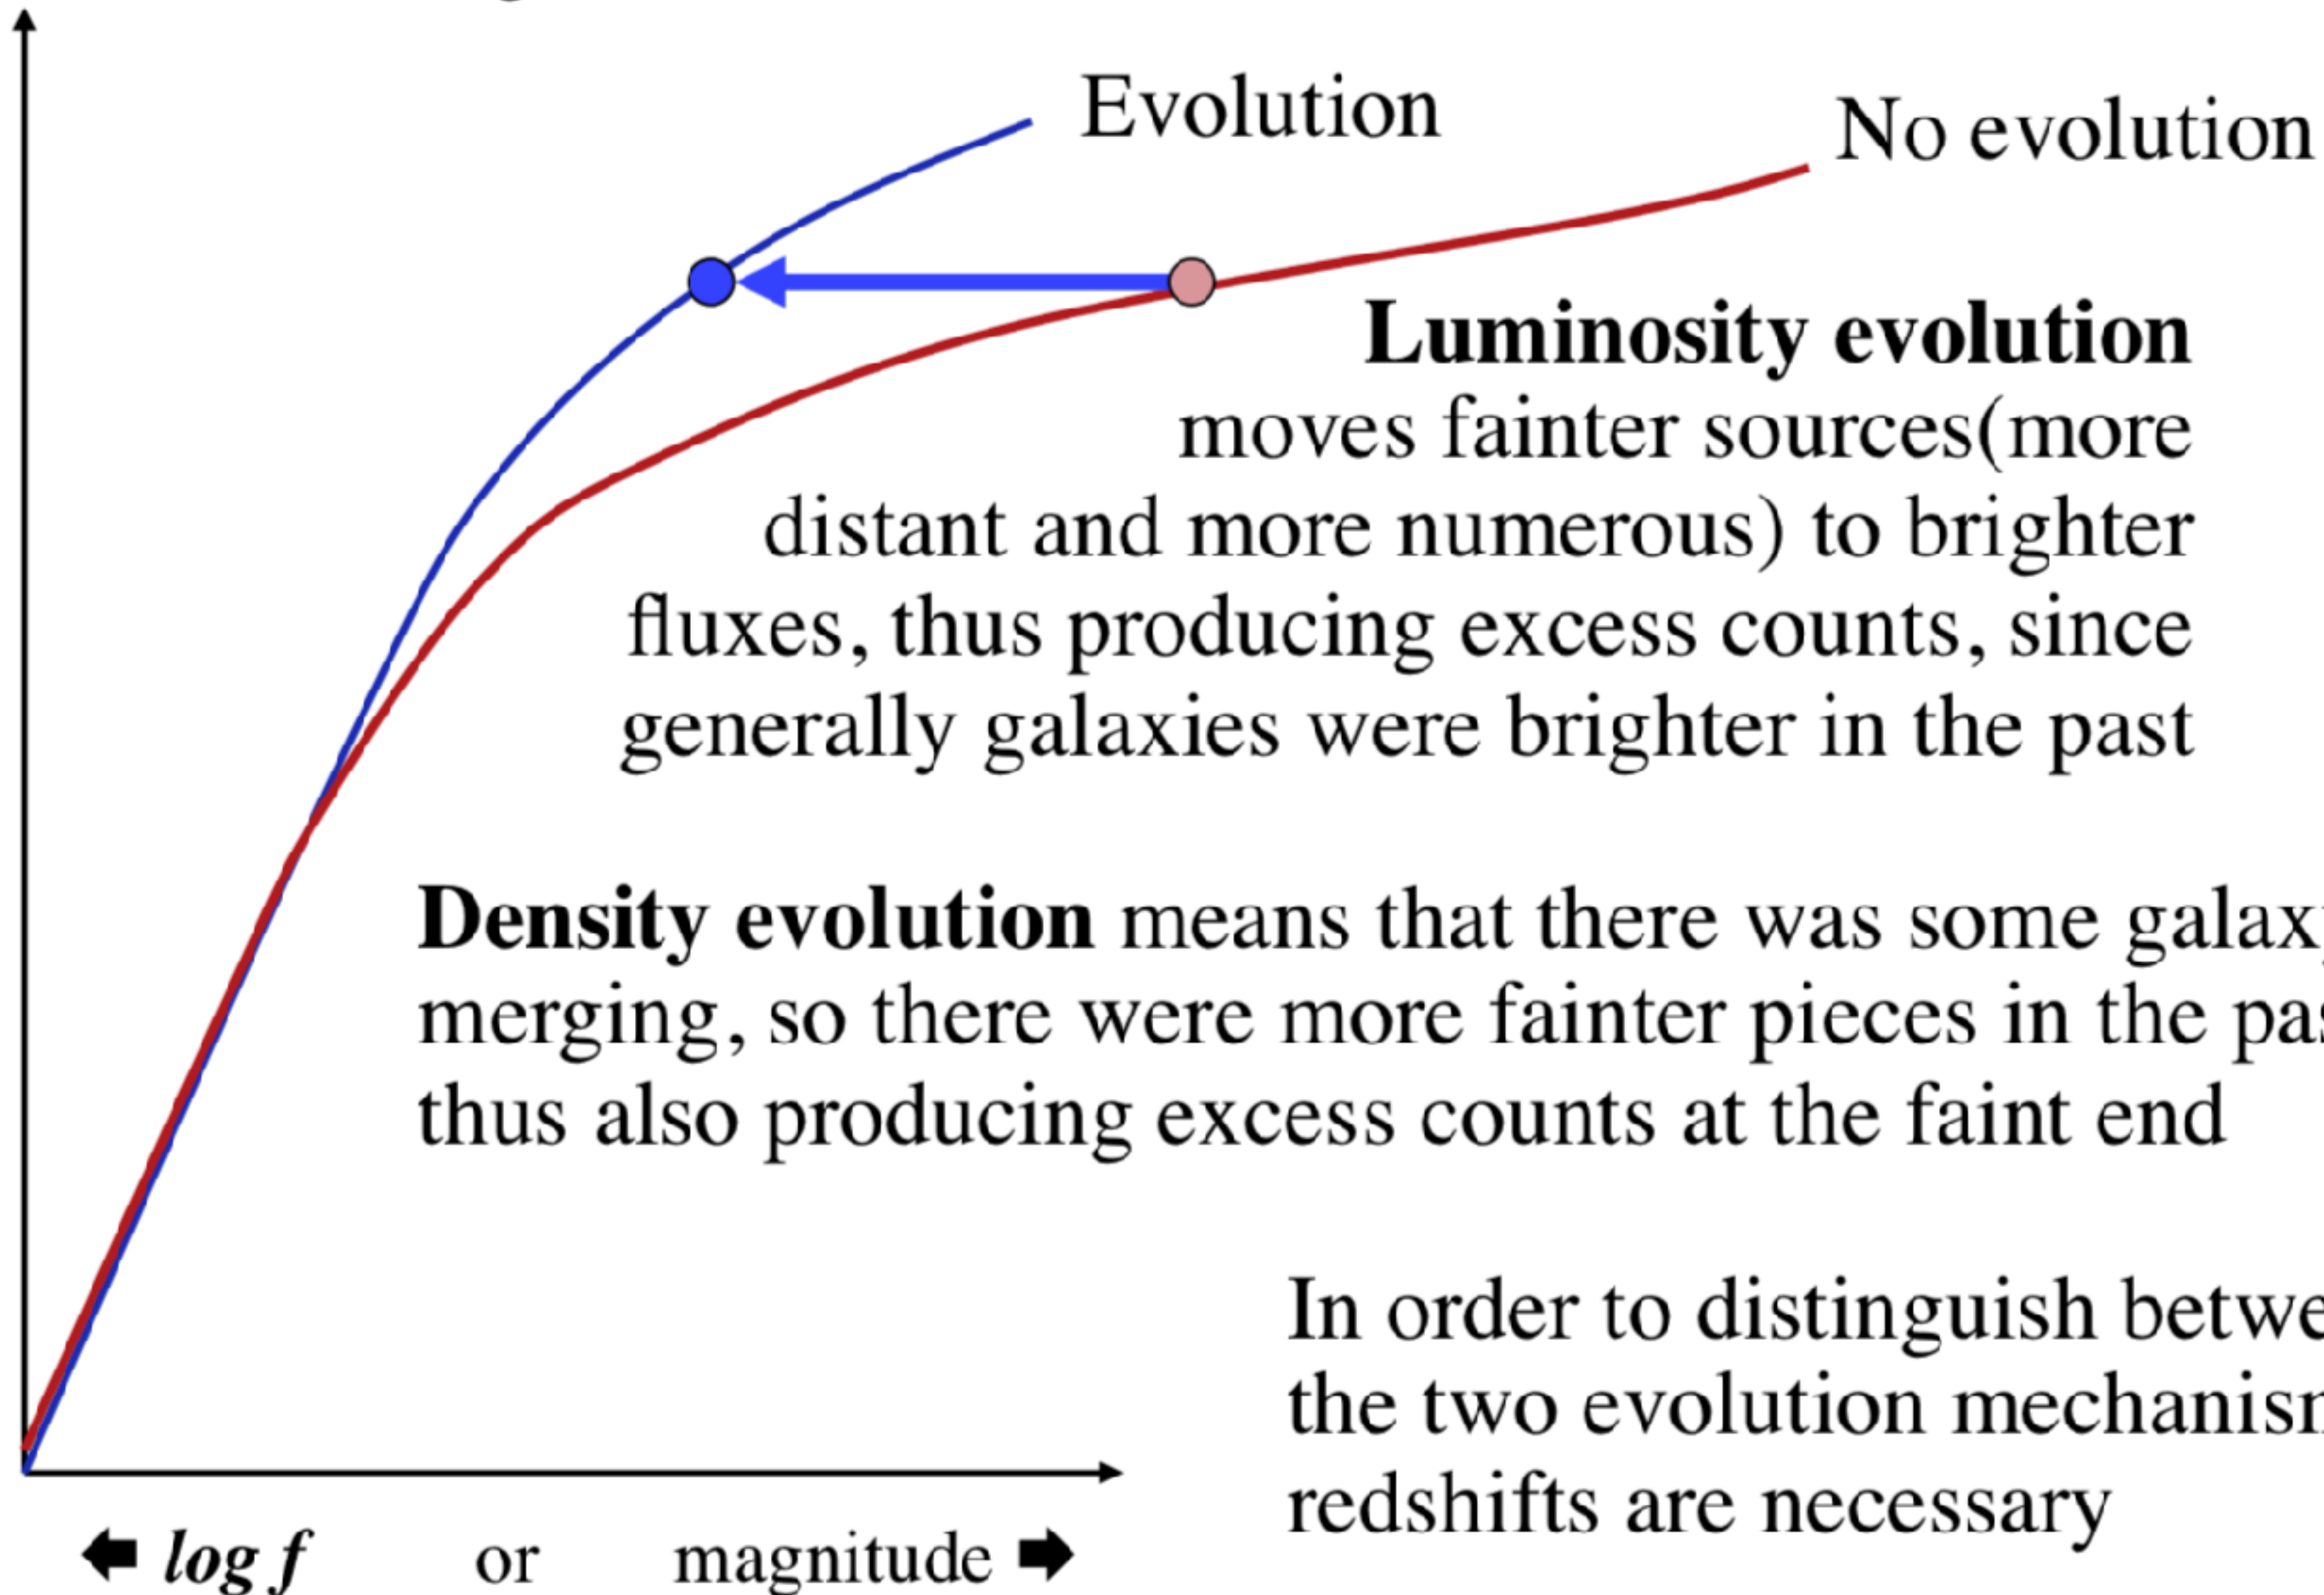 Evolution
No evolution
Luminosity evolution
moves fainter sources(more
distant and more numerous) to brighter
fluxes, thus producing excess counts, since
generally galaxies were brighter in the past
Density evolution means that there was some
merging, so there were more fainter pieces in the
thus also producing excess counts at the faint end
In order to distinguish
the two evolution
redshifts are necessary
log f or magnitude